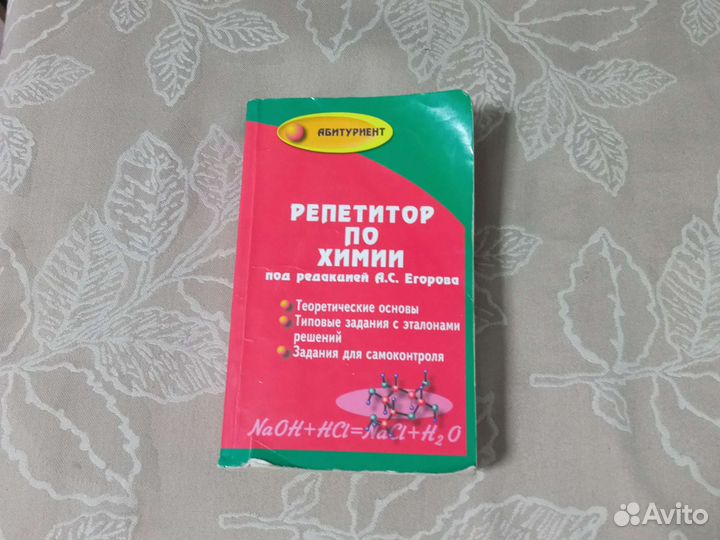 АБИТУРИЕНТ
РЕПЕТИТОР
ПО
ХИМИИ
под редакцией А.С. Егорова
Теоретические основы
Типовые задания с эталонами
решений
Задания для самоконтроля
NaOH+HCl=NaCl+H₂O
Avito